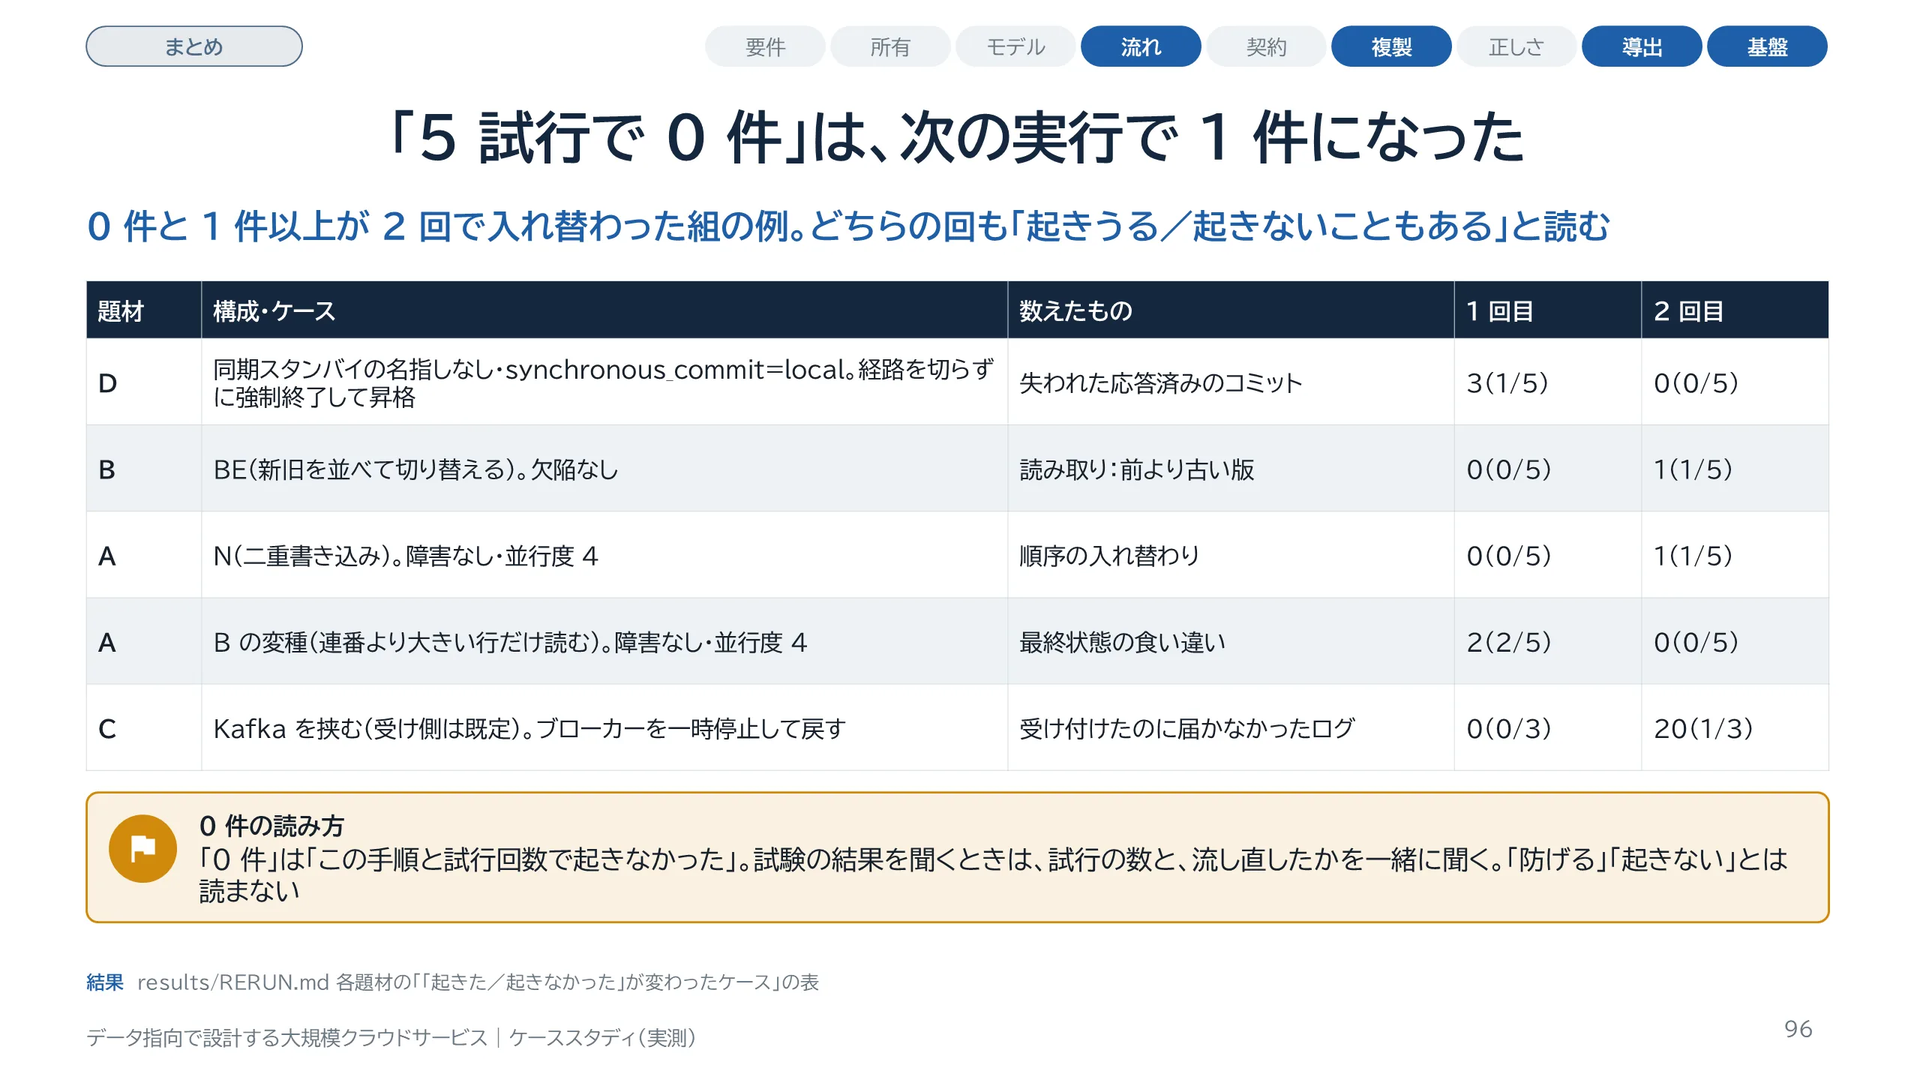 まとめ
要件 所有 モデル 流れ 契約 複製 正しさ 導出 基盤
「5 試行で 0 件」は、次の実行で 1 件になった
0 件と 1 件以上が 2 回で入れ替わった組の例。どちらの回も「起きうる／起きないこともある」と読む
題材 構成・ケース 数えたもの 1 回目 2 回目
D 同期スタンバイの名指しなし・synchronous_commit=local。経路を切らず
に強制終了して昇格 失われた応答済みのコミット 3(1/5) 0(0/5)
B BE(新旧を並べて切り替える)。欠陥なし 読み取り：前より古い版 0(0/5) 1(1/5)
A N(二重書き込み)。障害なし・並行度 4 順序の入れ替わり 0(0/5) 1(1/5)
A B の変種(連番より大きい行だけ読む)。障害なし・並行度 4 最終状態の食い違い 2(2/5) 0(0/5)
C Kafka を挟む(受け側は既定)。ブローカーを一時停止して戻す 受け付けたのに届かなかったログ 0(0/3) 20(1/3)
0 件の読み方
「0 件」は「この手順と試行回数で起きなかった」。試験の結果を聞くときは、試行の数と、流し直したかを一緒に聞く。「防げる」「起きない」とは
読まない
結果 results/RERUN.md 各題材の「「起きた／起きなかった」が変わったケース」の表
データ指向で設計する大規模クラウドサービス｜ケーススタディ(実測)
96